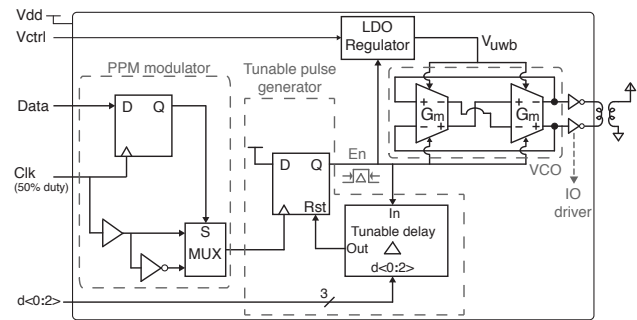 Vdd
Vctrl
LDO
Regulator
Vuwb
PPM modulator
Tunable pulse
generator
Data
D Q
Gm
Gm
+ −
− +
+ −
− +
En
Δ
VCO
IO
driver
Clk
(50% duty)
D Q
Rst
S
MUX
In
Tunable delay
Out
Δ
d<0:2>
d<0:2>
3